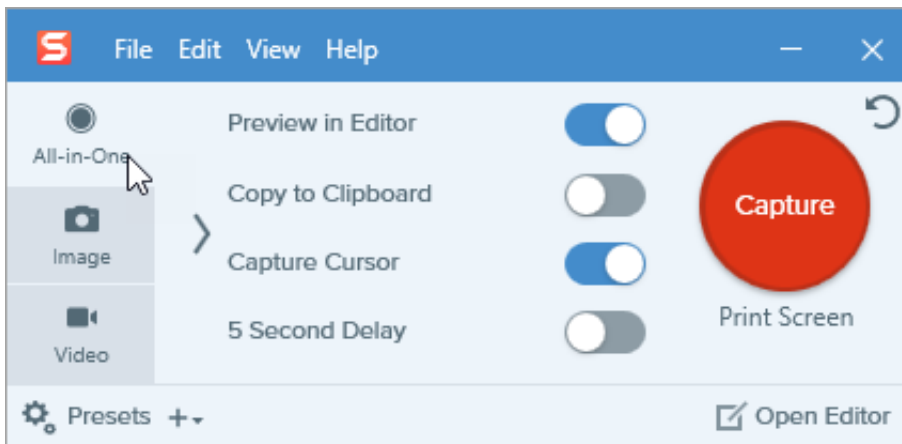 S File Edit View Help
All-in-One
Image
Video
Preview in Editor
Copy to Clipboard
Capture Cursor
5 Second Delay
Capture
Print Screen
Presets
Open Editor